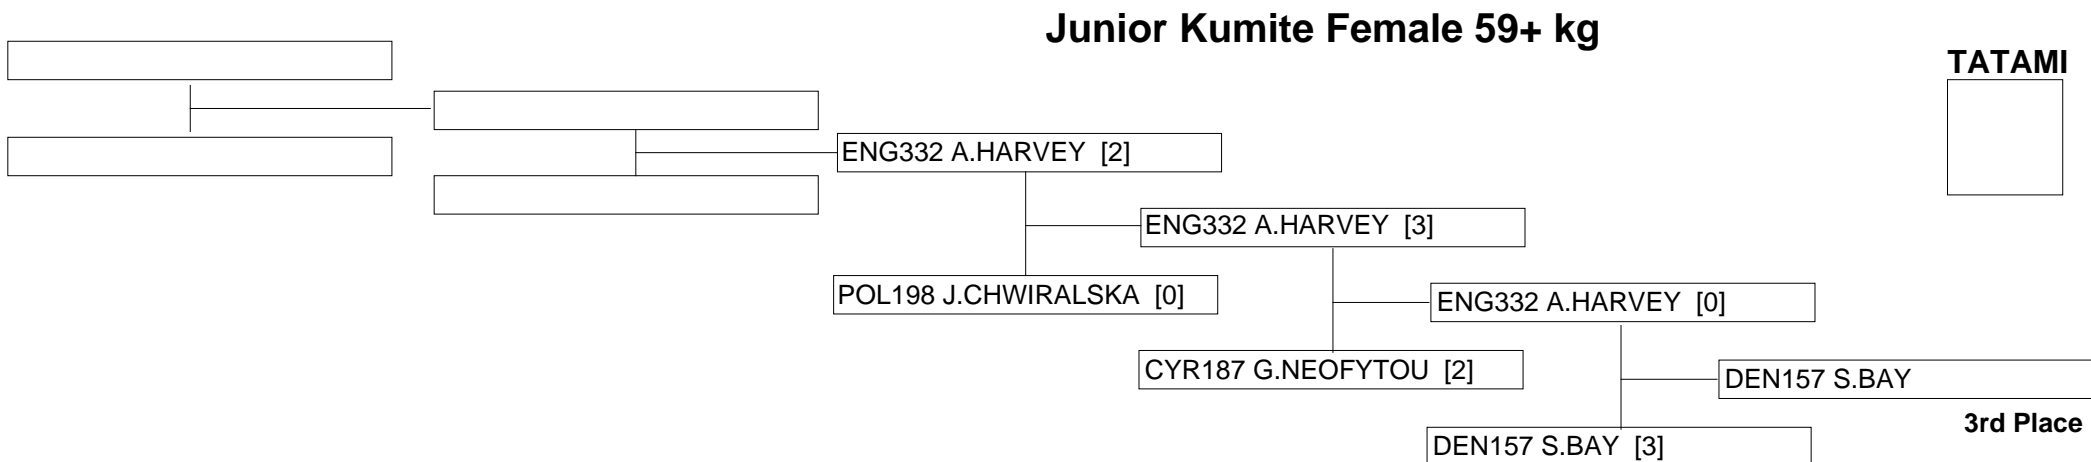 Junior Kumite Female 59+ kg
TATAMI
ENG332 A.HARVEY [2]
ENG332 A.HARVEY [3]
POL198 J.CHWIRALSKA [0]
ENG332 A.HARVEY [0]
CYR187 G.NEOFYTOU [2]
DEN157 S.BAY
3rd Place
DEN157 S.BAY [3]